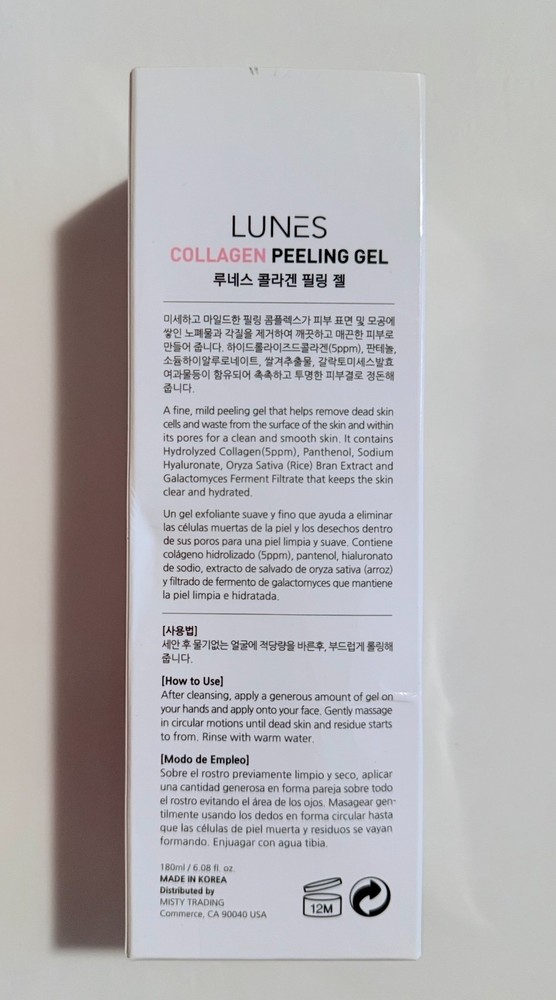 LUNES
COLLAGEN PEELING GEL
루네스 콜라겐 필링 젤
미세하고 마일드한 필링 콤플렉스가 피부 표면 및 모공에
쌓인 노폐물과 각질을 제거하여 깨끗하고 매끈한 피부로
만들어 줍니다. 하이드롤라이즈드콜라겐(5ppm), 판테놀,
소듐하이알루로네이트, 쌀겨추출물, 갈락토미세스발효
여과물등이 함유되어 촉촉하고 투명한 피부결로 정돈해
줍니다.
A fine, mild peeling gel that helps remove dead skin
cells and waste from the surface of the skin and within
its pores for a clean and smooth skin. It contains
Hydrolyzed Collagen(5ppm), Panthenol, Sodium
Hyaluronate, Oryza Sativa (Rice) Bran Extract and
Galactomyces Ferment Filtrate that keeps the skin
clear and hydrated.
Un gel exfoliante suave y fino que ayuda a eliminar
las células muertas de la piel y los desechos dentro
de sus poros para una piel limpia y suave. Contiene
colágeno hidrolizado (5ppm), pantenol, hialuronato
de sodio, extracto de salvado de oryza sativa (arroz)
y filtrado de fermento de galactomyces que mantiene
la piel limpia e hidratada.
[사용법]
세안 후 물기없는 얼굴에 적당량을 바른후, 부드럽게 롤링해
줍니다.
[How to Use]
After cleansing, apply a generous amount of gel on
your hands and apply onto your face. Gently massage
in circular motions until dead skin and residue starts
to from. Rinse with warm water.
[Modo de Empleo]
Sobre el rostro previamente limpio y seco, aplicar
una cantidad generosa en forma pareja sobre todo
el rostro evitando el área de los ojos. Masagear gen-
tilmente usando los dedos en forma circular hasta
que las células de piel muerta y residuos se vayan
formando. Enjuagar con agua tibia.
180ml / 6.08 fl. oz.
MADE IN KOREA
Distributed by
MISTY TRADING
Commerce, CA 90040 USA
12M